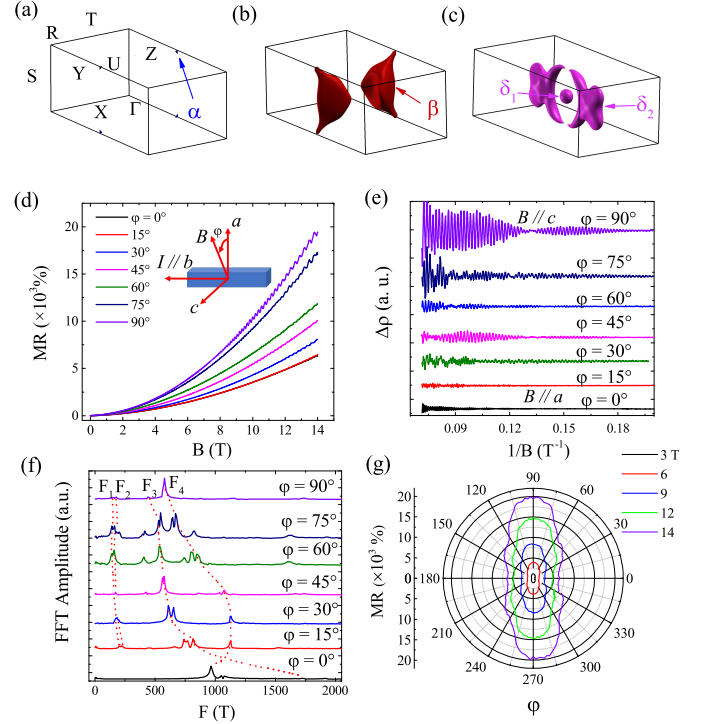 (a)
T
R
Z
U
Y
S
X
Γ
α
(b)
β
(c)
δ1
δ2
(d)
MR (×10³%)
20
15
10
5
0
φ = 0°
15°
30°
45°
60°
75°
90°
a
B
φ
I // b
c
0 2 4 6 8 10 12 14
B (T)
(e)
Δρ (a. u.)
B // c φ = 90°
φ = 75°
φ = 60°
φ = 45°
φ = 30°
φ = 15°
B // a φ = 0°
0.09 0.12 0.15 0.18
1/B (T⁻¹)
(f)
FFT Amplitude (a.u.)
F1 F2 F3 F4
φ = 90°
φ = 75°
φ = 60°
φ = 45°
φ = 30°
φ = 15°
φ = 0°
0 500 1000 1500 2000
F (T)
(g)
3 T
6
9
12
14
MR (×10³ %)
20
15
10
5
0
5
10
15
20
0
30
60
90
120
150
180
210
240
270
300
330
0
φ